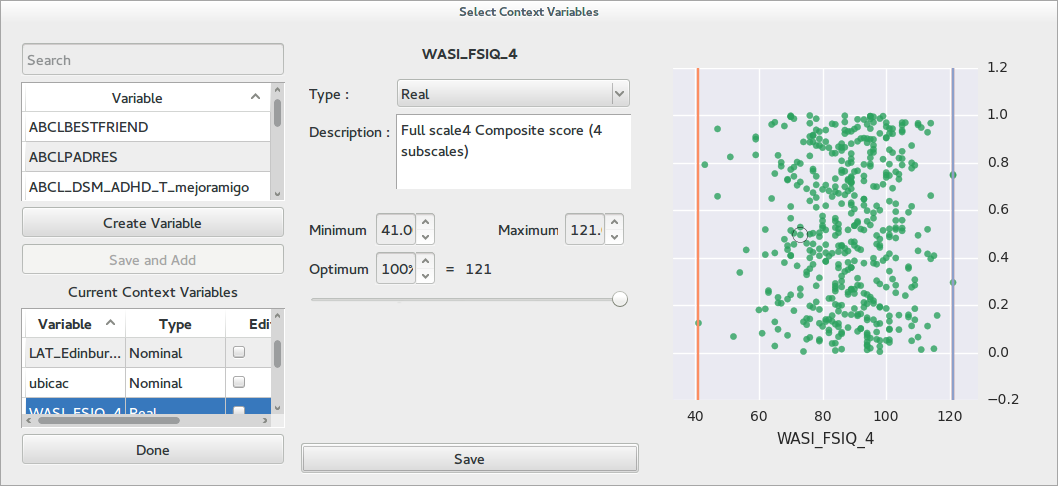 Select Context Variables
Search
Variable
ABCLBESTFRIEND
ABCLPADRES
ABCL_DSM_ADHD_T_mejoramigo
Create Variable
Save and Add
Current Context Variables
Variable Type Edi
LAT_Edinbur... Nominal
ubicac Nominal
WASI_FSIQ_4 Real
Done
WASI_FSIQ_4
Type : Real
Description : Full scale4 Composite score (4
subscales)
Minimum 41.0 Maximum 121.
Optimum 100% = 121
Save
1.2
1.0
0.8
0.6
0.4
0.2
0.0
−0.2
40 60 80 100 120
WASI_FSIQ_4